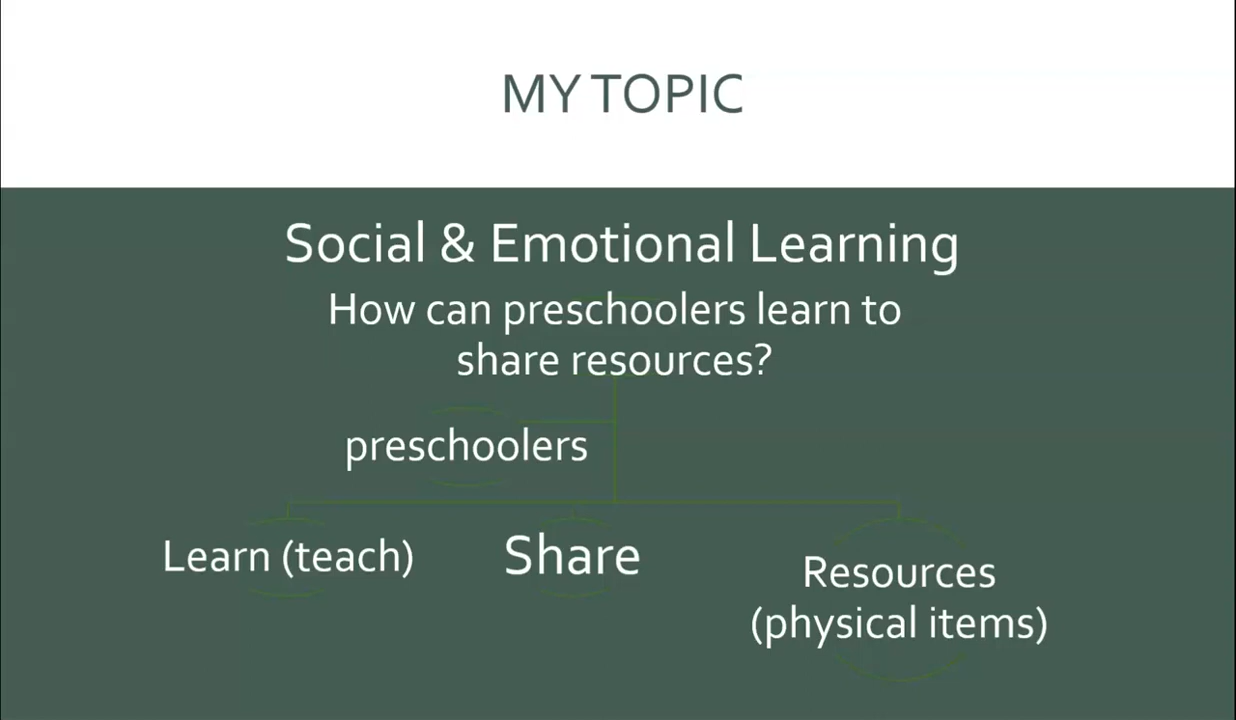 MY TOPIC
Social & Emotional Learning
How can preschoolers learn to
share resources?
preschoolers
Learn (teach)
Share
Resources
(physical items)